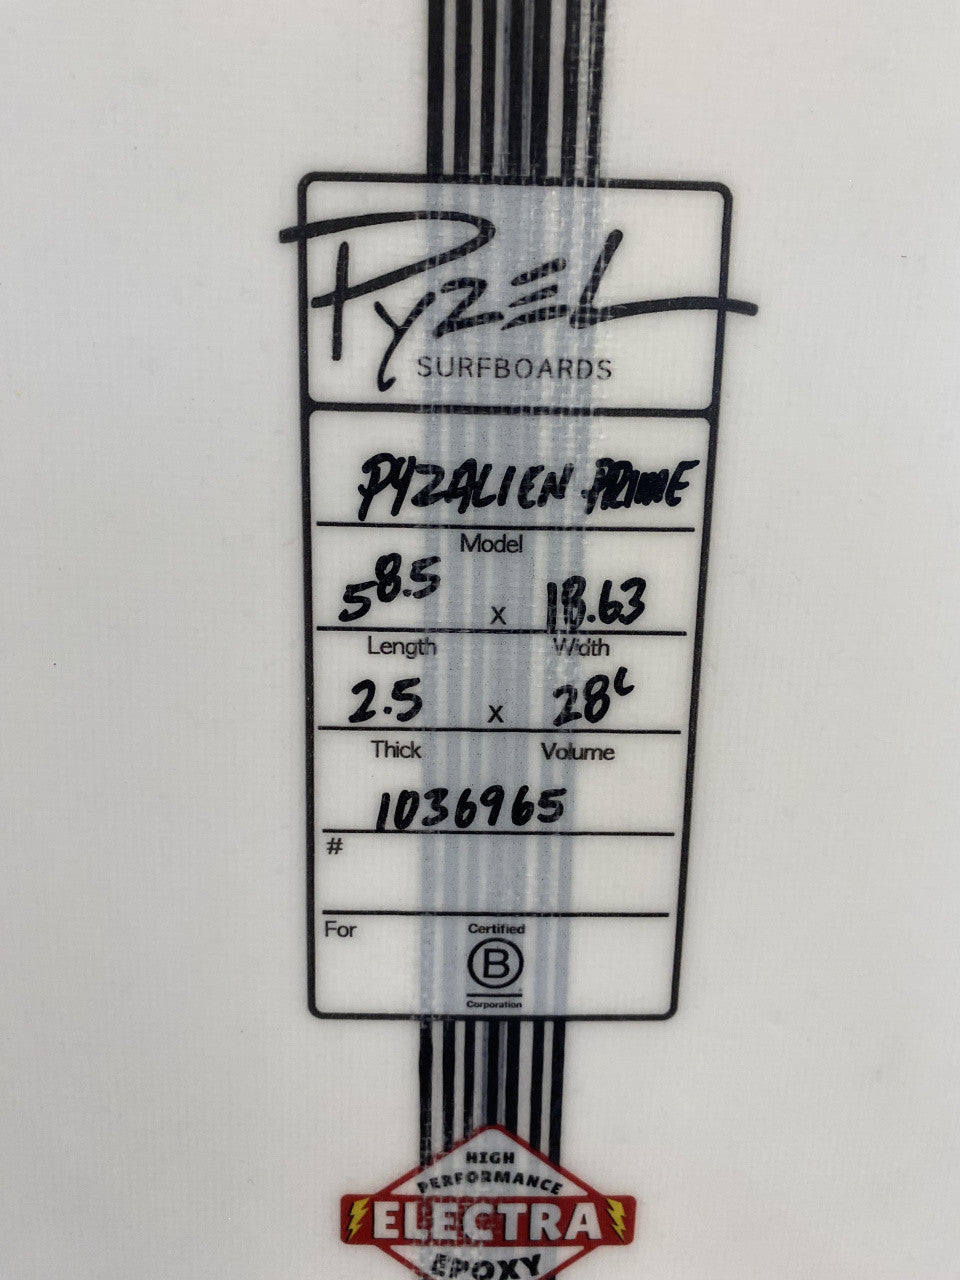 PYZEL
SURFBOARDS
PYZALIEN PRIME
Model
5 8.5 x 18.63
Length Width
2.5 x 28L
Thick Volume
1036965
#
For
Certified
B
Corporation
HIGH
PERFORMANCE
ELECTRA
EPOXY